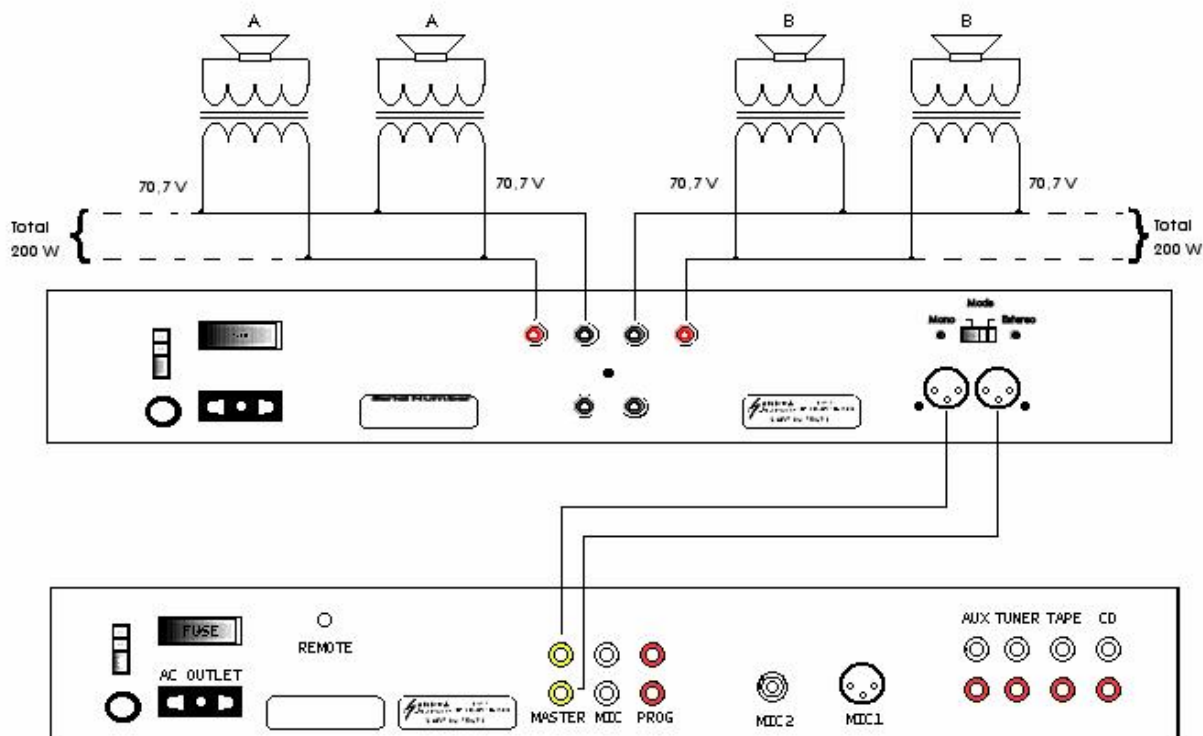 A A B B
70,7 V 70,7 V 70,7 V 70,7 V
Total
200 W
Total
200 W
Mode
Mono Estereo
FUSE
REMOTE
AC OUTLET
MASTER MIC PROG
MIC2
MIC1
AUX TUNER TAPE CD